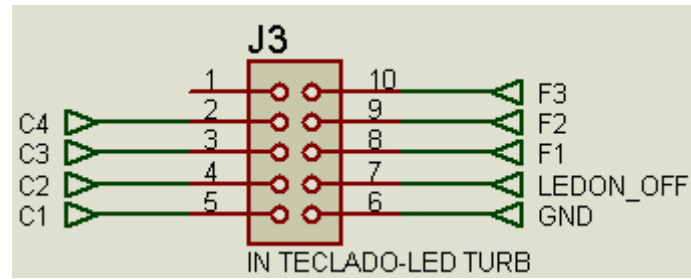 J3
1 10 F3
C4 2 9 F2
C3 3 8 F1
C2 4 7 LEDON_OFF
C1 5 6 GND
IN TECLADO-LED TURB